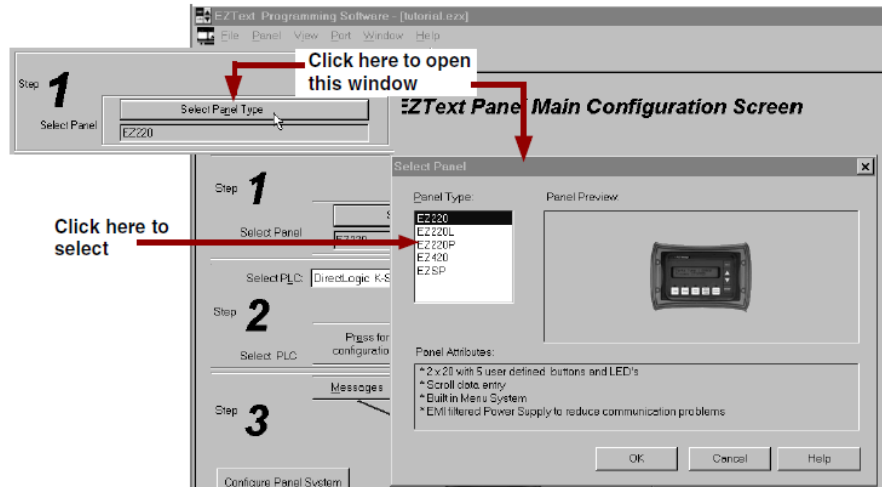 EZText Programming Software - [tutorial.ezx]
File Panel View Port Window Help
Click here to open
this window
Step 1
Select Panel Type
Select Panel
EZ220
EZText Panel Main Configuration Screen
Select Panel
Step 1
Select Panel
EZ220
Click here to
select
Panel Type:
Panel Preview:
EZ220
EZ220L
EZ220P
EZ420
EZSP
Select PLC: DirectLogic K-S
Step 2
Press for
configuratio
Select PLC
Panel Attributes:
* 2 x 20 with 5 user defined buttons and LED's
* Scroll data entry
* Built in Menu System
* EMI filtered Power Supply to reduce communication problems
Messages
Step 3
OK Cancel Help
Configure Panel System